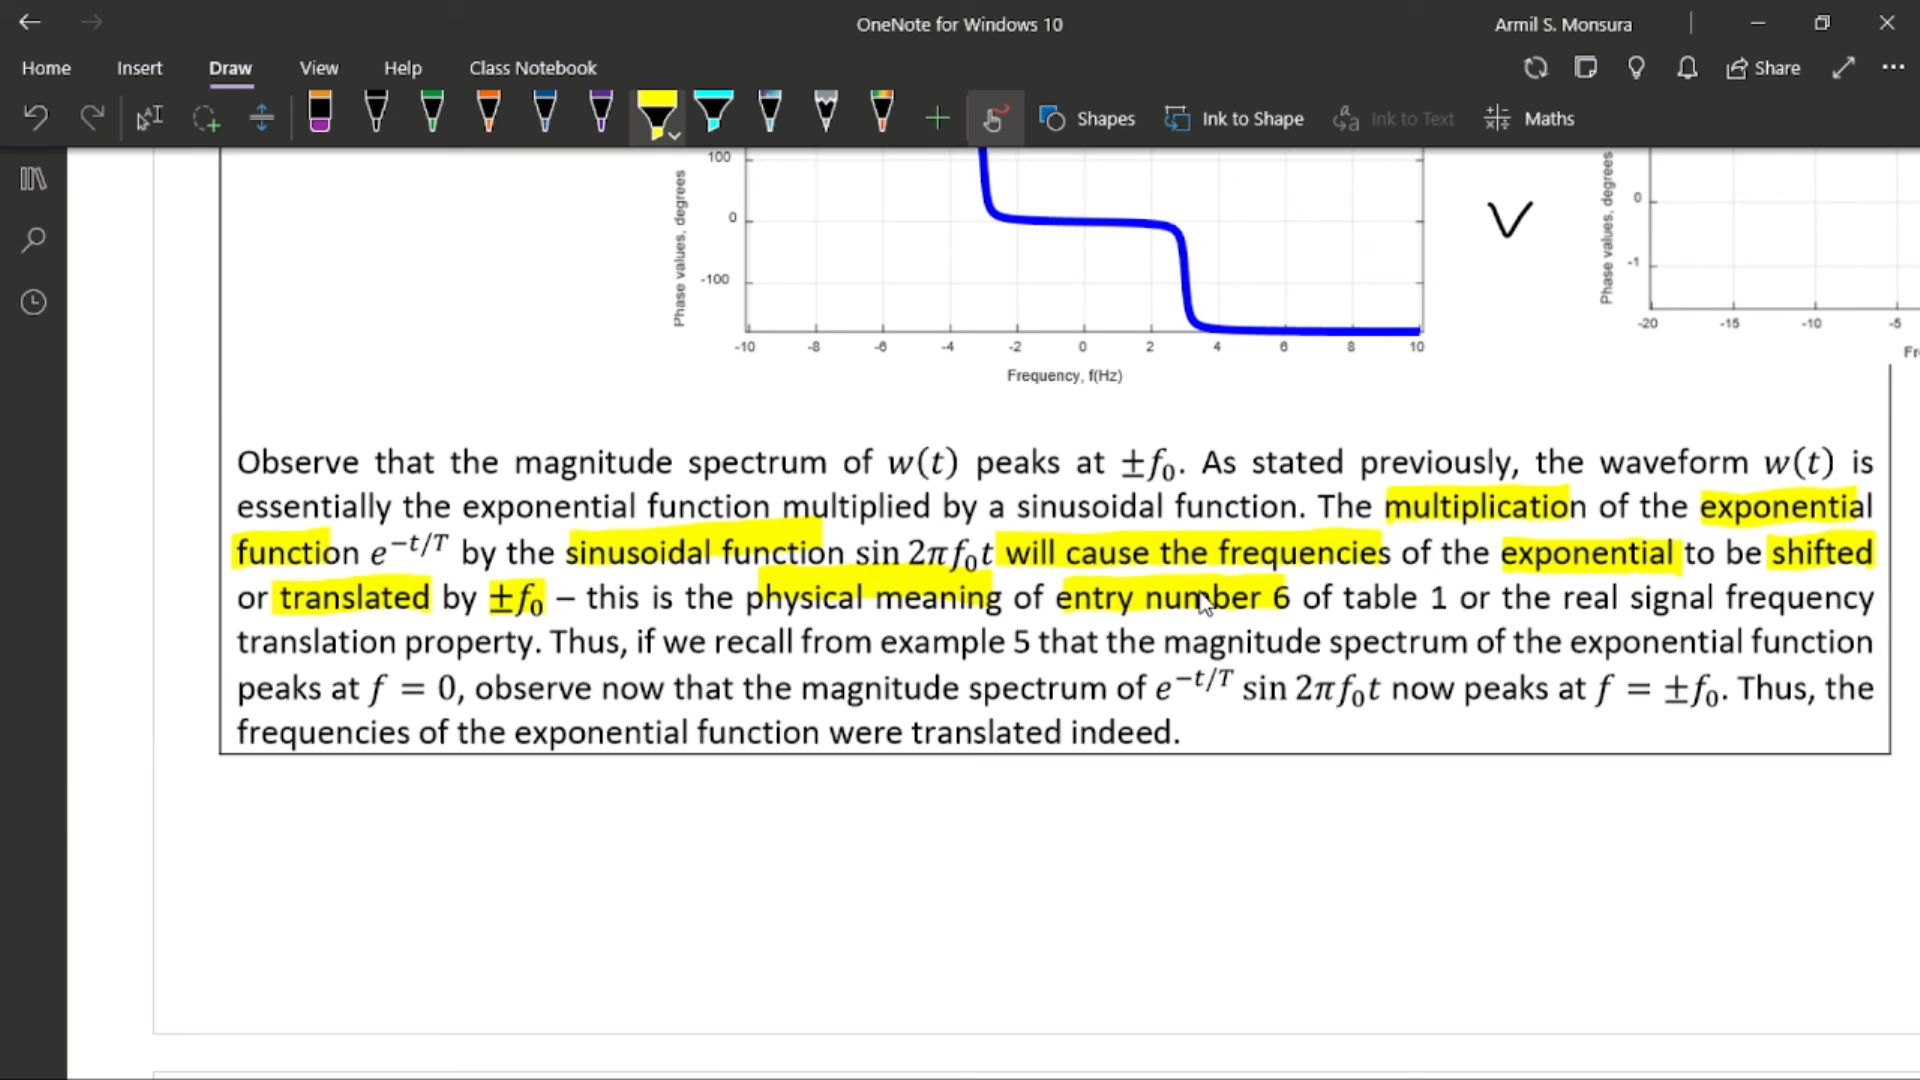 OneNote for Windows 10
Armil S. Monsura
Home Insert Draw View Help Class Notebook
Share
Shapes Ink to Shape Ink to Text Maths
100
0
-100
Phase values, degrees
-10 -8 -6 -4 -2 0 2 4 6 8 10
Frequency, f(Hz)
Phase values, degrees
0
-1
-20 -15 -10 -5
Fr
Observe that the magnitude spectrum of w(t) peaks at ±f₀. As stated previously, the waveform w(t) is
essentially the exponential function multiplied by a sinusoidal function. The multiplication of the exponential
function e^(−t/T) by the sinusoidal function sin 2πf₀t will cause the frequencies of the exponential to be shifted
or translated by ±f₀ – this is the physical meaning of entry number 6 of table 1 or the real signal frequency
translation property. Thus, if we recall from example 5 that the magnitude spectrum of the exponential function
peaks at f = 0, observe now that the magnitude spectrum of e^(−t/T) sin 2πf₀t now peaks at f = ±f₀. Thus, the
frequencies of the exponential function were translated indeed.